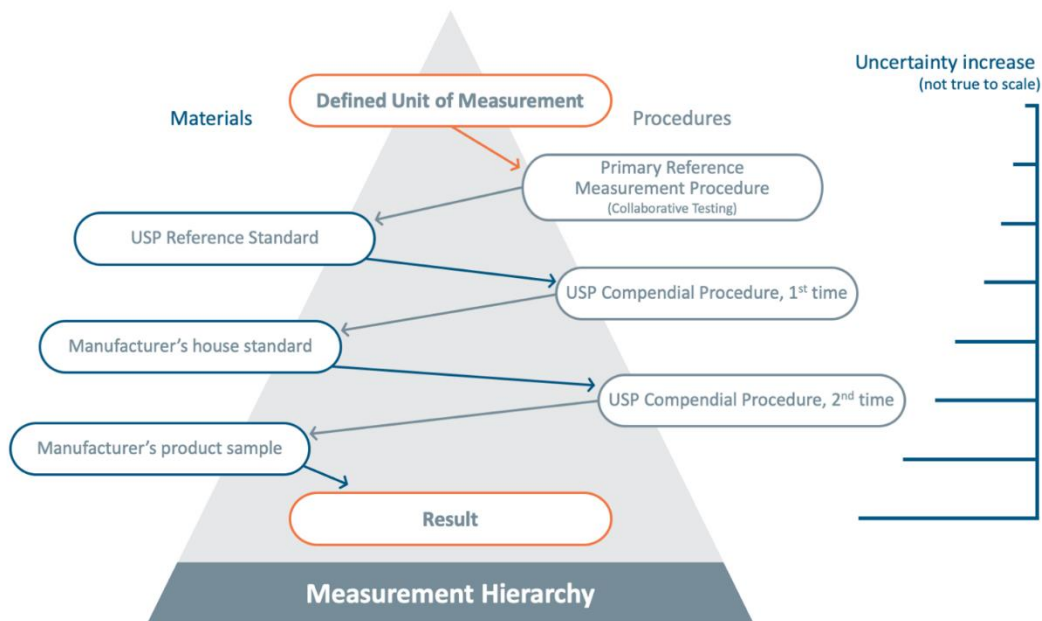 Uncertainty increase
(not true to scale)
Defined Unit of Measurement
Materials
Procedures
Primary Reference
Measurement Procedure
(Collaborative Testing)
USP Reference Standard
USP Compendial Procedure, 1st time
Manufacturer’s house standard
USP Compendial Procedure, 2nd time
Manufacturer’s product sample
Result
Measurement Hierarchy